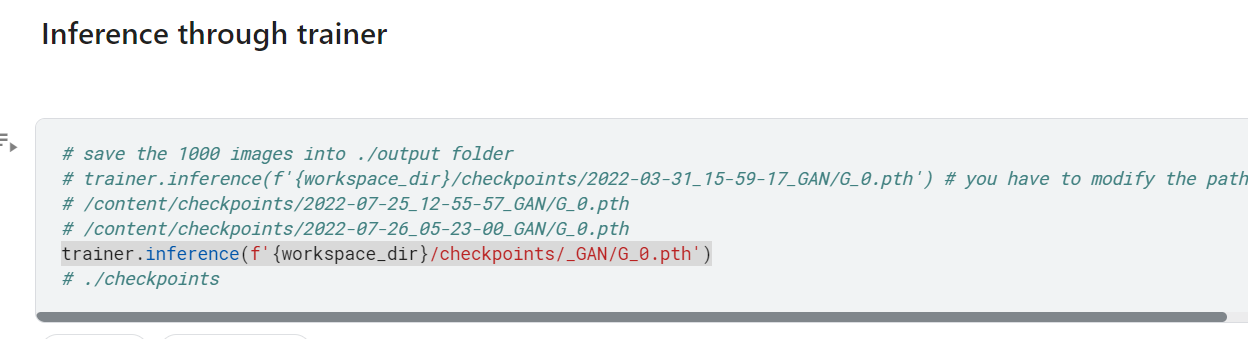 Inference through trainer
# save the 1000 images into ./output folder
# trainer.inference(f'{workspace_dir}/checkpoints/2022-03-31_15-59-17_GAN/G_0.pth') # you have to modify the path
# /content/checkpoints/2022-07-25_12-55-57_GAN/G_0.pth
# /content/checkpoints/2022-07-26_05-23-00_GAN/G_0.pth
trainer.inference(f'{workspace_dir}/checkpoints/_GAN/G_0.pth')
# ./checkpoints